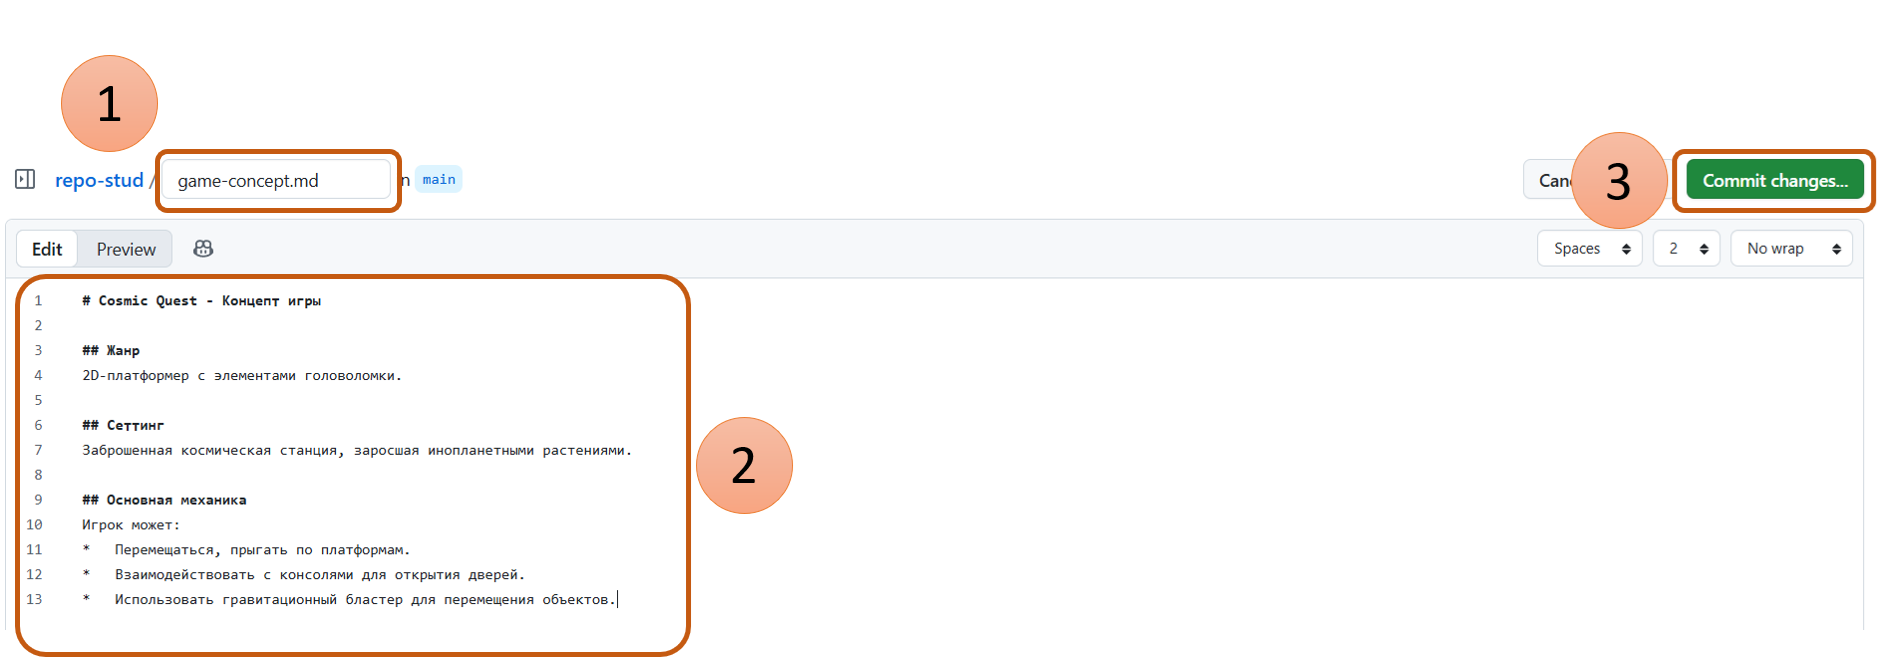 1
repo-stud / game-concept.md n main
Canc 3 Commit changes...
Edit Preview
Spaces 2 No wrap
1 # Cosmic Quest - Концепт игры
2
3 ## Жанр
4 2D-платформер с элементами головоломки.
5
6 ## Сеттинг
7 Заброшенная космическая станция, заросшая инопланетными растениями.
8
2
9 ## Основная механика
10 Игрок может:
11 * Перемещаться, прыгать по платформам.
12 * Взаимодействовать с консолями для открытия дверей.
13 * Использовать гравитационный бластер для перемещения объектов.